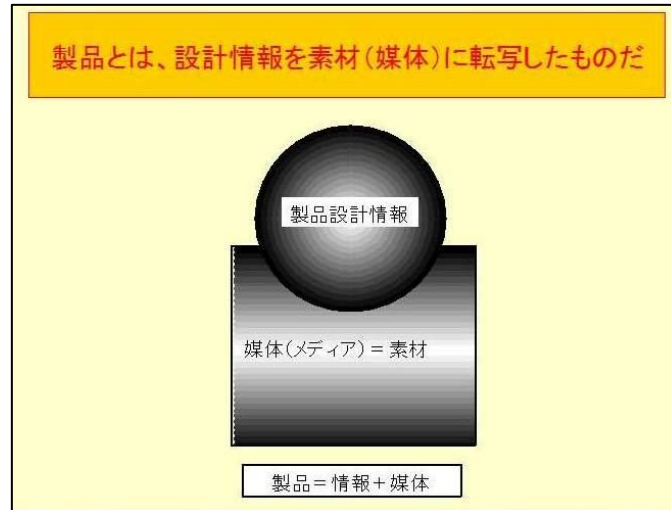 製品とは、設計情報を素材(媒体)に転写したものだ
製品設計情報
媒体(メディア)＝素材
製品＝情報＋媒体